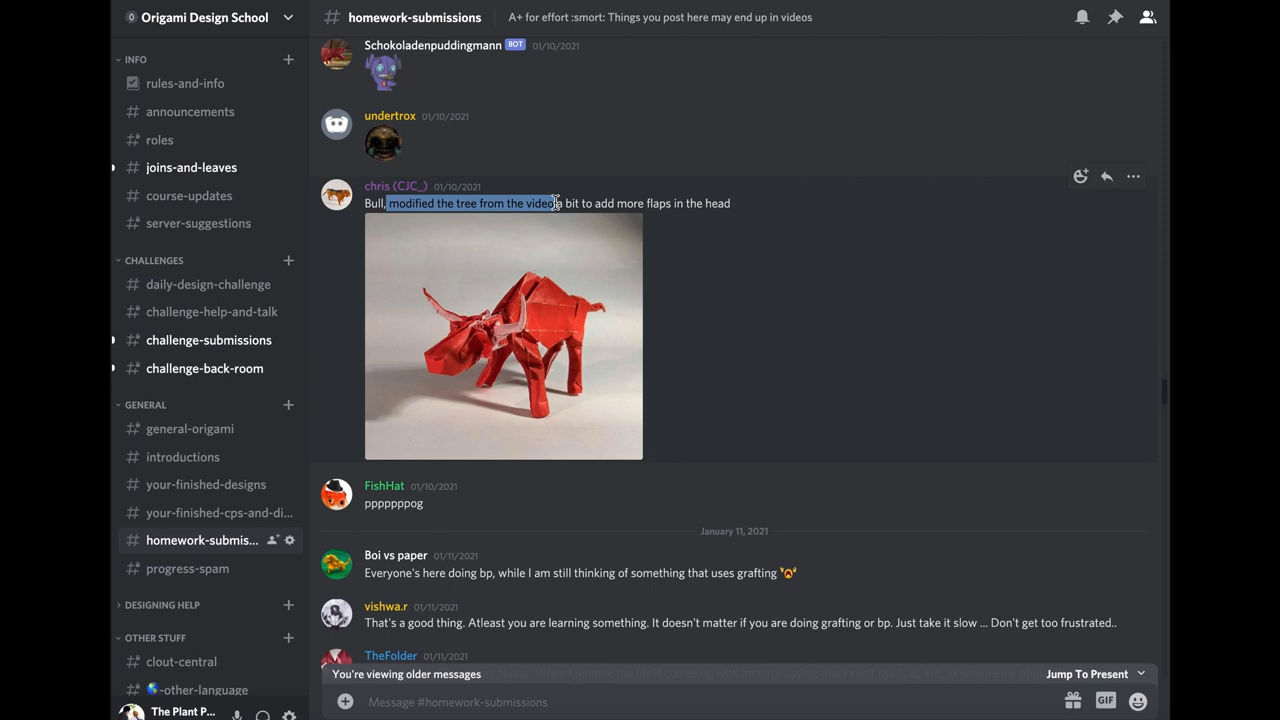 Origami Design School
# homework-submissions
A+ for effort :smort: Things you post here may end up in videos
INFO
rules-and-info
announcements
roles
joins-and-leaves
course-updates
server-suggestions
CHALLENGES
daily-design-challenge
challenge-help-and-talk
challenge-submissions
challenge-back-room
GENERAL
general-origami
introductions
your-finished-designs
your-finished-cps-and-di...
homework-submis...
progress-spam
DESIGNING HELP
OTHER STUFF
clout-central
-other-language
The Plant P...
Schokoladenpuddingmann BOT 01/10/2021
undertrox 01/10/2021
chris (CJC_) 01/10/2021
Bull, modified the tree from the video a bit to add more flaps in the head
FishHat 01/10/2021
pppppppog
January 11, 2021
Boi vs paper 01/11/2021
Everyone's here doing bp, while I am still thinking of something that uses grafting
vishwa.r 01/11/2021
That's a good thing. Atleast you are learning something. It doesn't matter if you are doing grafting or bp. Just take it slow ... Don't get too frustrated..
TheFolder 01/11/2021
You're viewing older messages
Jump To Present
Message #homework-submissions
GIF